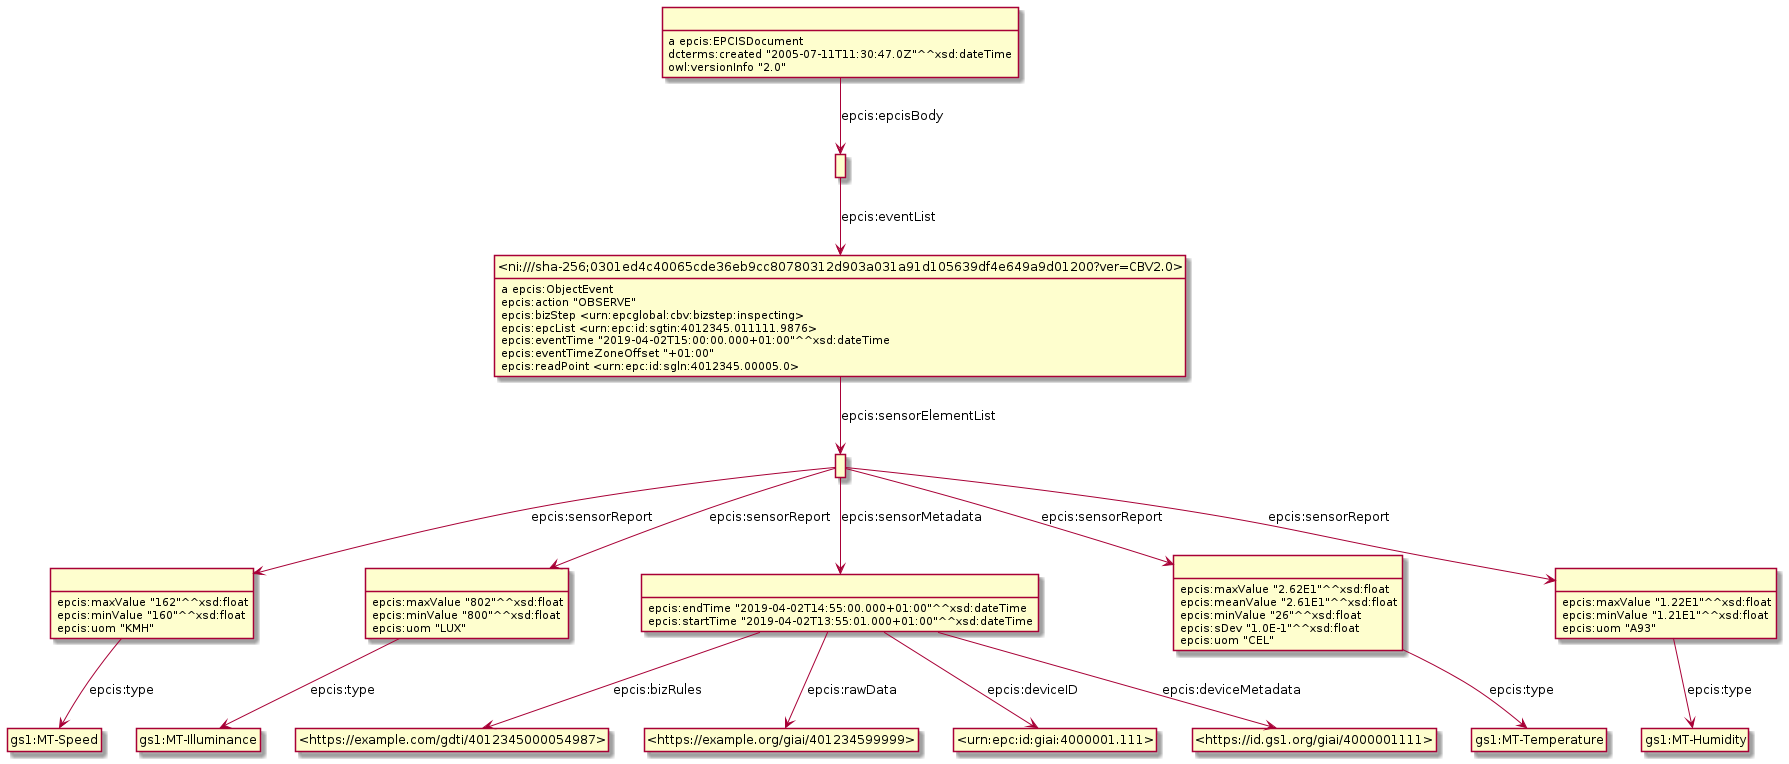 a epcis:EPCISDocument
dcterms:created "2005-07-11T11:30:47.0Z"^^xsd:dateTime
owl:versionInfo "2.0"
epcis:epcisBody
epcis:eventList
<ni:///sha-256;0301ed4c40065cde36eb9cc80780312d903a031a91d105639df4e649a9d01200?ver=CBV2.0>
a epcis:ObjectEvent
epcis:action "OBSERVE"
epcis:bizStep <urn:epcglobal:cbv:bizstep:inspecting>
epcis:epcList <urn:epc:id:sgtin:4012345.011111.9876>
epcis:eventTime "2019-04-02T15:00:00.000+01:00"^^xsd:dateTime
epcis:eventTimeZoneOffset "+01:00"
epcis:readPoint <urn:epc:id:sgln:4012345.00005.0>
epcis:sensorElementList
epcis:sensorReport
epcis:sensorReport
epcis:sensorMetadata
epcis:sensorReport
epcis:sensorReport
epcis:maxValue "162"^^xsd:float
epcis:minValue "160"^^xsd:float
epcis:uom "KMH"
epcis:maxValue "802"^^xsd:float
epcis:minValue "800"^^xsd:float
epcis:uom "LUX"
epcis:endTime "2019-04-02T14:55:00.000+01:00"^^xsd:dateTime
epcis:startTime "2019-04-02T13:55:01.000+01:00"^^xsd:dateTime
epcis:maxValue "2.62E1"^^xsd:float
epcis:meanValue "2.61E1"^^xsd:float
epcis:minValue "26"^^xsd:float
epcis:sDev "1.0E-1"^^xsd:float
epcis:uom "CEL"
epcis:maxValue "1.22E1"^^xsd:float
epcis:minValue "1.21E1"^^xsd:float
epcis:uom "A93"
epcis:type
epcis:type
epcis:bizRules
epcis:rawData
epcis:deviceID
epcis:deviceMetadata
epcis:type
epcis:type
gs1:MT-Speed
gs1:MT-Illuminance
<https://example.com/gdti/4012345000054987>
<https://example.org/giai/401234599999>
<urn:epc:id:giai:4000001.111>
<https://id.gs1.org/giai/4000001111>
gs1:MT-Temperature
gs1:MT-Humidity